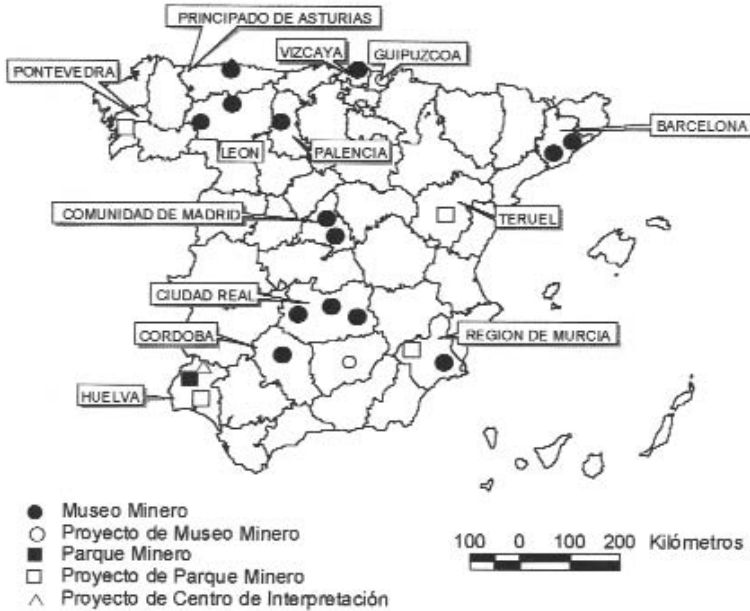 PRINCIPADO DE ASTURIAS
VIZCAYA
GUIPUZCOA
PONTEVEDRA
BARCELONA
LEON
PALENCIA
COMUNIDAD DE MADRID
TERUEL
CIUDAD REAL
CORDOBA
REGION DE MURCIA
HUELVA
Museo Minero
Proyecto de Museo Minero
Parque Minero
Proyecto de Parque Minero
Proyecto de Centro de Interpretación
100 0 100 200 Kilómetros